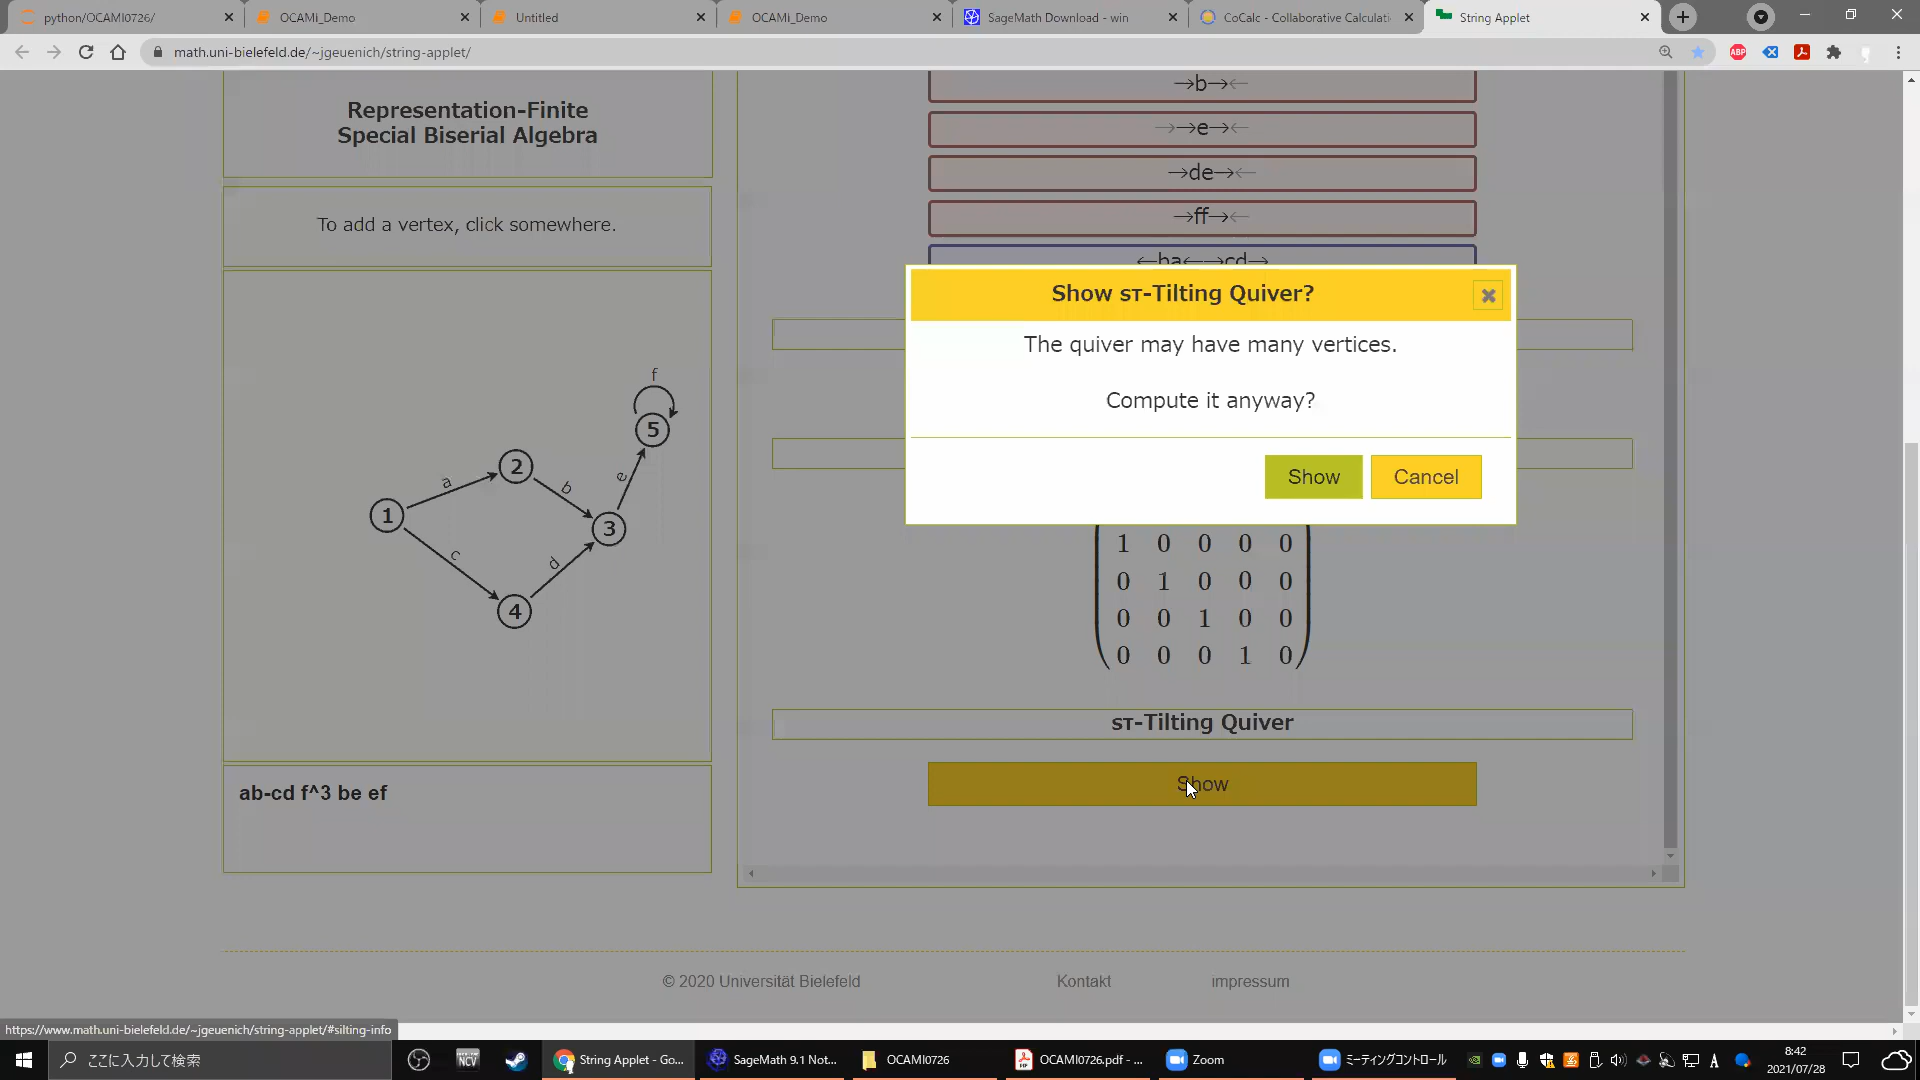 python/OCAMI0726/
OCAMi_Demo
Untitled
OCAMi_Demo
SageMath Download - win
CoCalc - Collaborative Calculati
String Applet
math.uni-bielefeld.de/~jgeuenich/string-applet/
ABP
Representation-Finite
Special Biserial Algebra
To add a vertex, click somewhere.
f
5
a
2
b
e
1
3
c
d
4
ab-cd f^3 be ef
→b→←
→→e→←
→de→←
→ff→←
←ba←→cd→
Show sτ-Tilting Quiver?
The quiver may have many vertices.
Compute it anyway?
Show
Cancel
1 0 0 0 0
0 1 0 0 0
0 0 1 0 0
0 0 0 1 0
sτ-Tilting Quiver
Show
© 2020 Universität Bielefeld
Kontakt
impressum
https://www.math.uni-bielefeld.de/~jgeuenich/string-applet/#silting-info
ここに入力して検索
NCV
String Applet - Go...
SageMath 9.1 Not...
OCAMI0726
OCAMI0726.pdf - ...
Zoom
ミーティングコントロール
A
8:42
2021/07/28